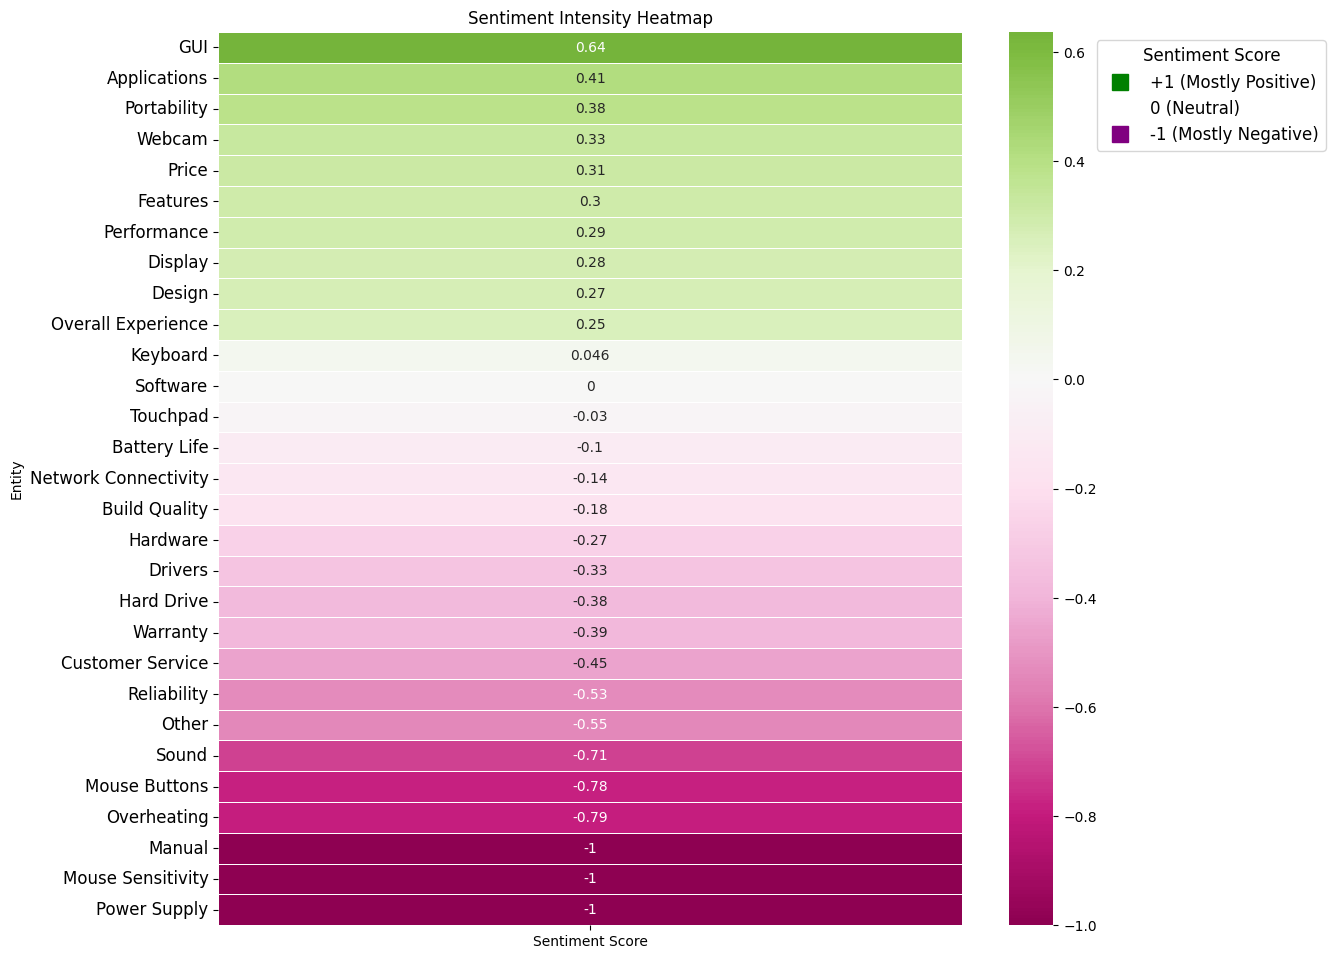 Sentiment Intensity Heatmap
GUI 0.64
Applications 0.41
Portability 0.38
Webcam 0.33
Price 0.31
Features 0.3
Performance 0.29
Display 0.28
Design 0.27
Overall Experience 0.25
Keyboard 0.046
Software 0
Touchpad -0.03
Battery Life -0.1
Network Connectivity -0.14
Build Quality -0.18
Hardware -0.27
Drivers -0.33
Hard Drive -0.38
Warranty -0.39
Customer Service -0.45
Reliability -0.53
Other -0.55
Sound -0.71
Mouse Buttons -0.78
Overheating -0.79
Manual -1
Mouse Sensitivity -1
Power Supply -1
Entity
Sentiment Score
0.6
0.4
0.2
0.0
−0.2
−0.4
−0.6
−0.8
−1.0
Sentiment Score
+1 (Mostly Positive)
0 (Neutral)
-1 (Mostly Negative)